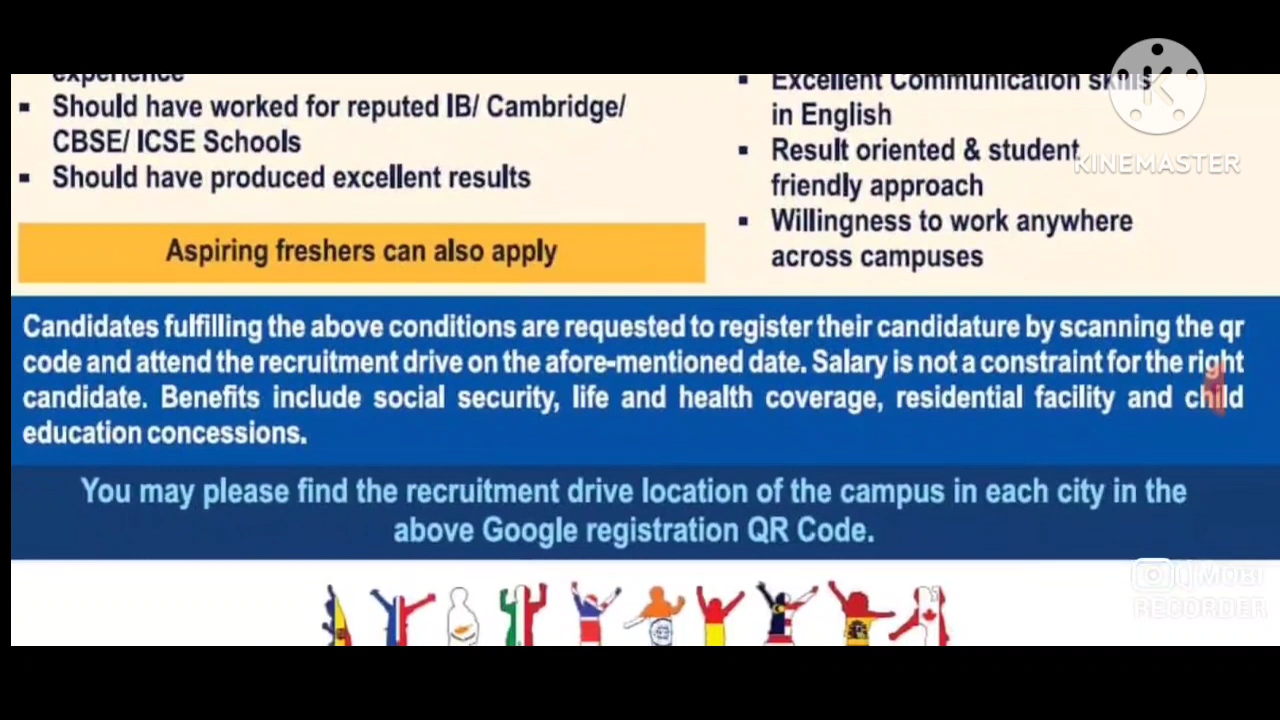 experience
▪ Should have worked for reputed IB/ Cambridge/
CBSE/ ICSE Schools
▪ Should have produced excellent results
Aspiring freshers can also apply
▪ Excellent Communication skills
in English
▪ Result oriented & student
friendly approach
▪ Willingness to work anywhere
across campuses
Candidates fulfilling the above conditions are requested to register their candidature by scanning the qr
code and attend the recruitment drive on the afore-mentioned date. Salary is not a constraint for the right
candidate. Benefits include social security, life and health coverage, residential facility and child
education concessions.
You may please find the recruitment drive location of the campus in each city in the
above Google registration QR Code.
K
KINEMASTER
MOBI
RECORDER